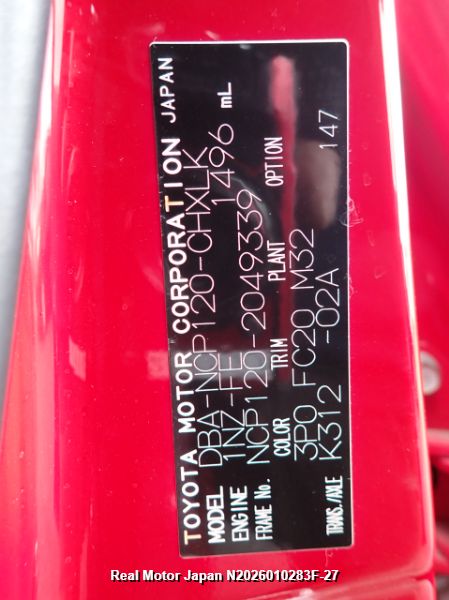 TOYOTA MOTOR CORPORATION JAPAN
MODEL DBA-NCP120-CHXLK
ENGINE 1NZ-FE 1496 mL
FRAME No. NCP120-2049339
COLOR TRIM PLANT OPTION
3P0 FC20 M32 147
TRANS./AXLE K312 -02A
Real Motor Japan N2026010283F-27